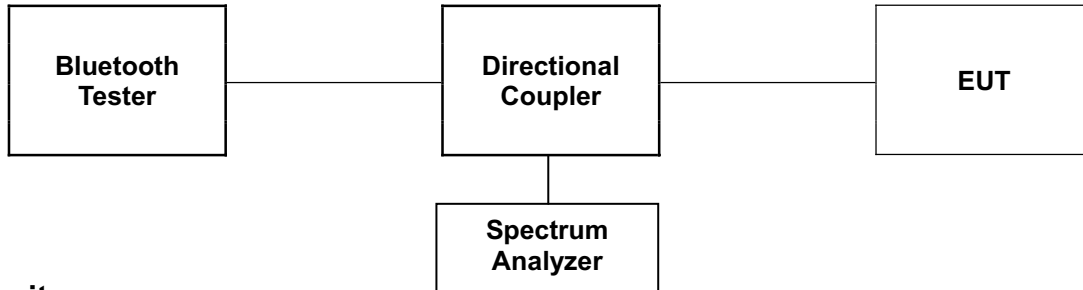 Bluetooth
Tester
Directional
Coupler
EUT
Spectrum
Analyzer